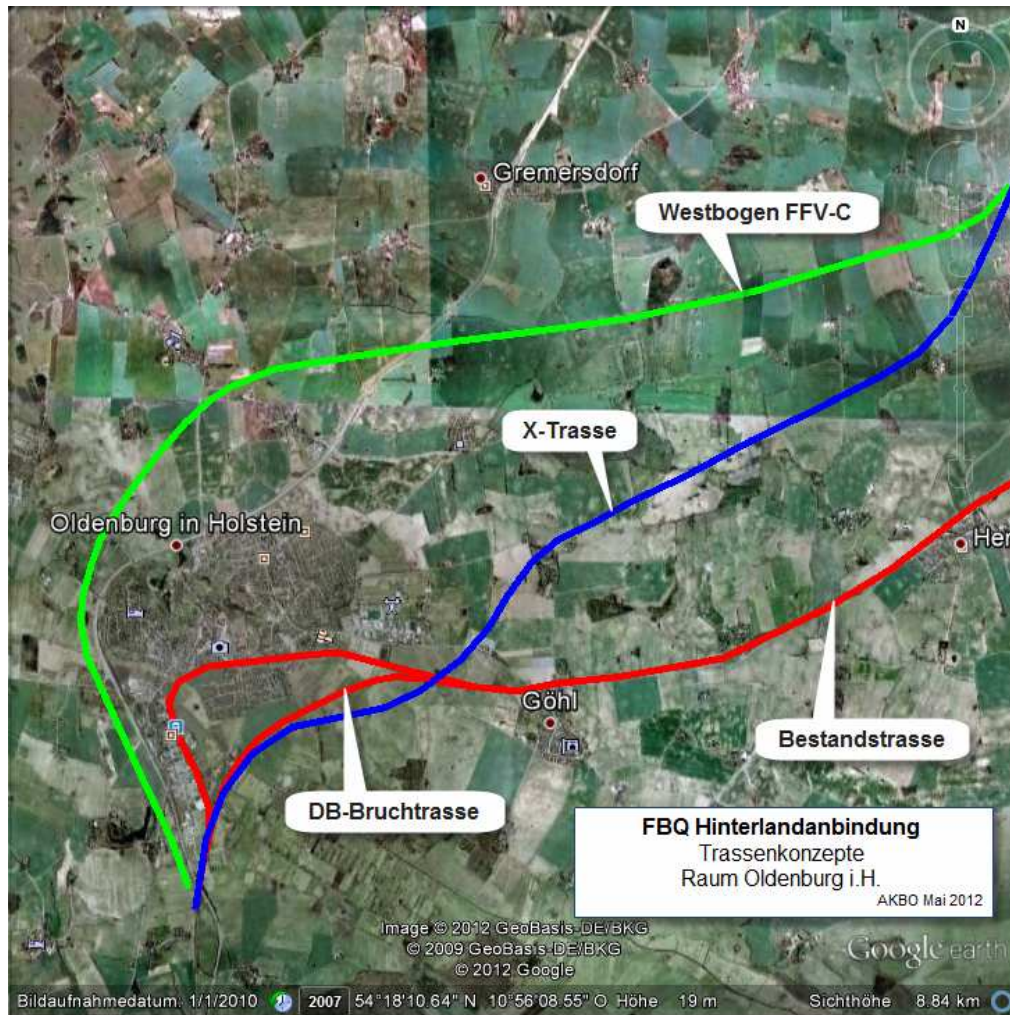 N
Gremersdorf
Westbogen FFV-C
X-Trasse
Oldenburg in Holstein
Her
Göhl
Bestandstrasse
DB-Bruchtrasse
FBQ Hinterlandanbindung
Trassenkonzepte
Raum Oldenburg i.H.
AKBO Mai 2012
Image © 2012 GeoBasis-DE/BKG
© 2009 GeoBasis-DE/BKG
© 2012 Google
Google earth
Bildaufnahmedatum: 1/1/2010 2007 54°18'10.64" N 10°56'08.55" O Höhe 19 m Sichthöhe 8.84 km